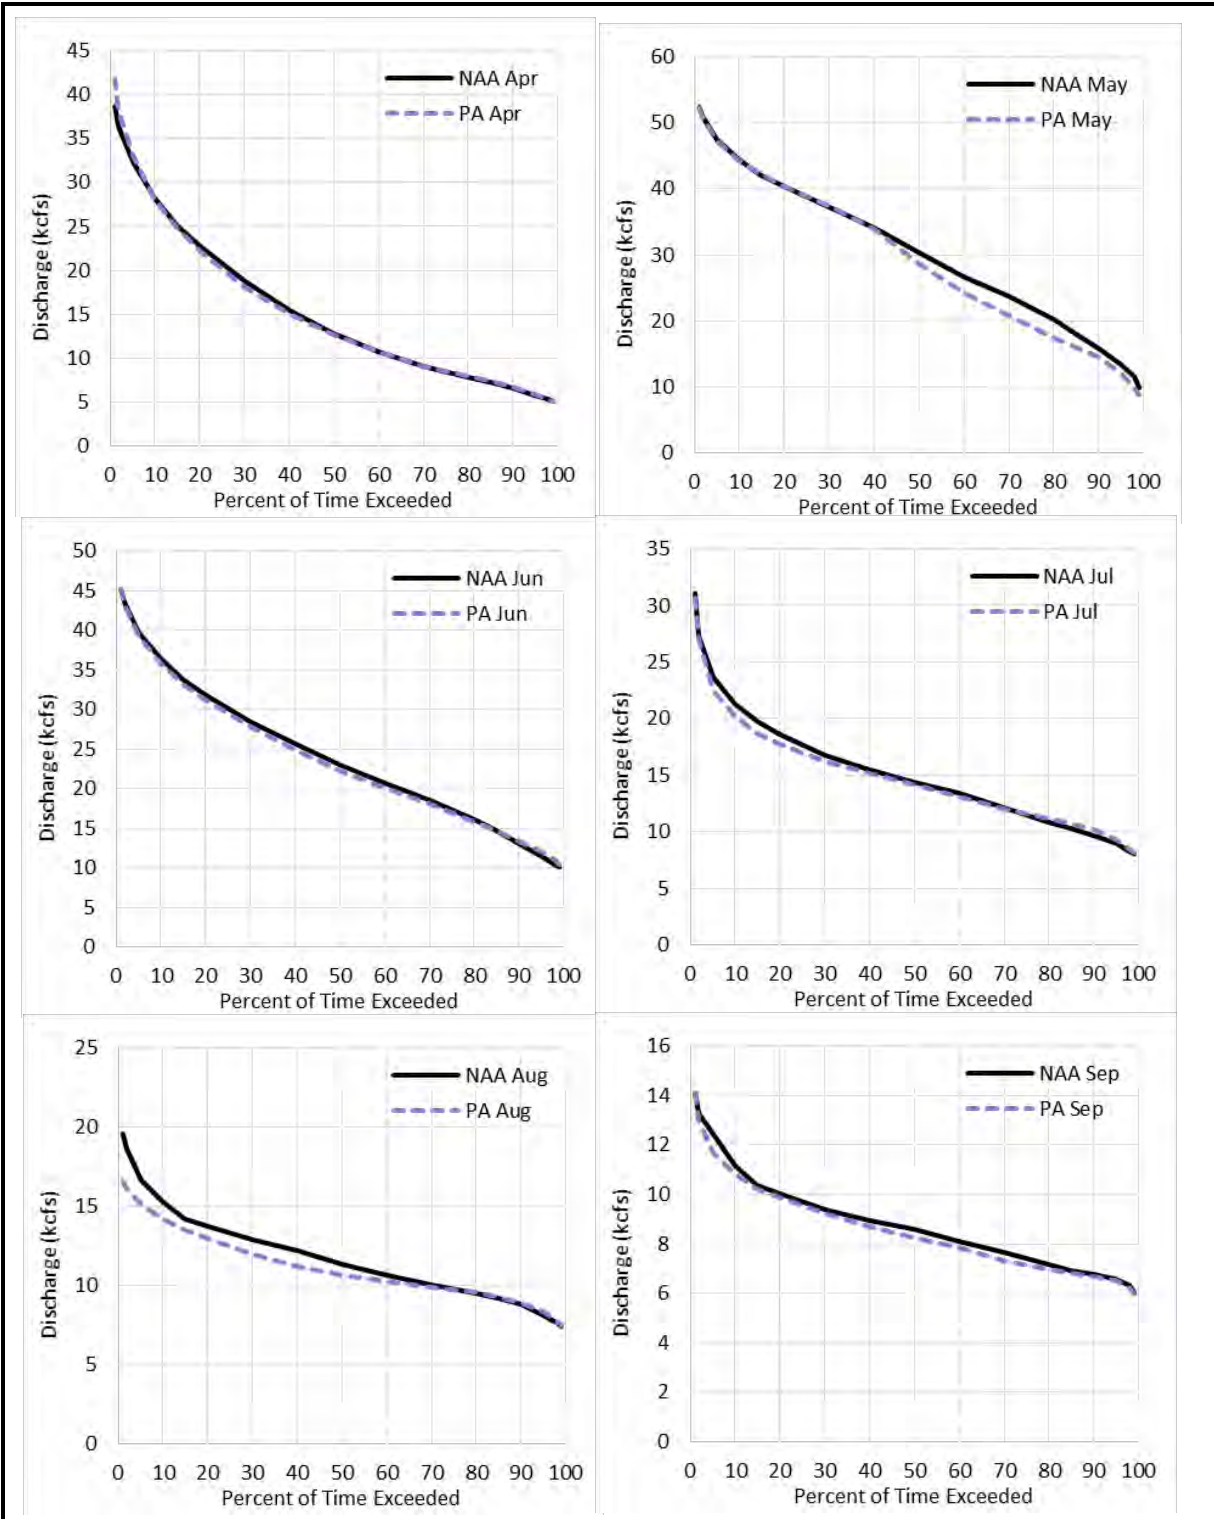 45
40
35
30
25
20
15
10
5
0
Discharge (kcfs)
NAA Apr
PA Apr
0 10 20 30 40 50 60 70 80 90 100
Percent of Time Exceeded
60
50
40
30
20
10
0
Discharge (kcfs)
NAA May
PA May
0 10 20 30 40 50 60 70 80 90 100
Percent of Time Exceeded
50
45
40
35
30
25
20
15
10
5
0
Discharge (kcfs)
NAA Jun
PA Jun
0 10 20 30 40 50 60 70 80 90 100
Percent of Time Exceeded
35
30
25
20
15
10
5
0
Discharge (kcfs)
NAA Jul
PA Jul
0 10 20 30 40 50 60 70 80 90 100
Percent of Time Exceeded
25
20
15
10
5
0
Discharge (kcfs)
NAA Aug
PA Aug
0 10 20 30 40 50 60 70 80 90 100
Percent of Time Exceeded
16
14
12
10
8
6
4
2
0
Discharge (kcfs)
NAA Sep
PA Sep
0 10 20 30 40 50 60 70 80 90 100
Percent of Time Exceeded